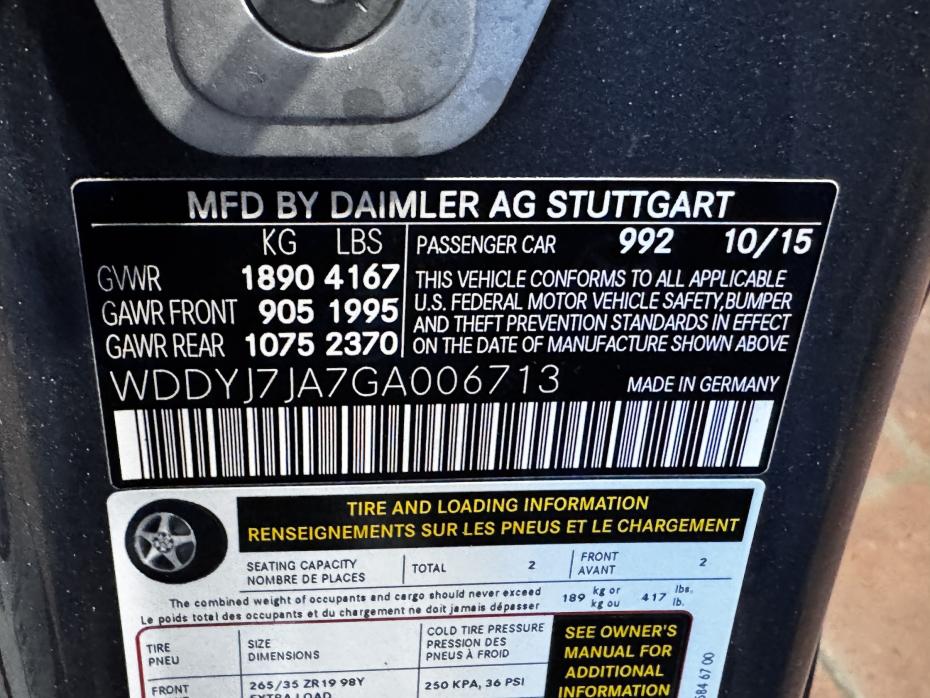 MFD BY DAIMLER AG STUTTGART
KG LBS
GVWR 1890 4167
GAWR FRONT 905 1995
GAWR REAR 1075 2370
PASSENGER CAR 992 10/15
THIS VEHICLE CONFORMS TO ALL APPLICABLE
U.S. FEDERAL MOTOR VEHICLE SAFETY,BUMPER
AND THEFT PREVENTION STANDARDS IN EFFECT
ON THE DATE OF MANUFACTURE SHOWN ABOVE
WDDYJ7JA7GA006713 MADE IN GERMANY
TIRE AND LOADING INFORMATION
RENSEIGNEMENTS SUR LES PNEUS ET LE CHARGEMENT
SEATING CAPACITY
NOMBRE DE PLACES
TOTAL 2
FRONT
AVANT
2
The combined weight of occupants and cargo should never exceed
Le poids total des occupants et du chargement ne doit jamais dépasser
189 kg or
kg ou
417 lbs.
lb.
TIRE
PNEU
SIZE
DIMENSIONS
COLD TIRE PRESSURE
PRESSION DES
PNEUS À FROID
SEE OWNER'S
MANUAL FOR
ADDITIONAL
INFORMATION
FRONT
265/35 ZR19 98Y
EXTRA LOAD
250 KPA, 36 PSI
584 67 00